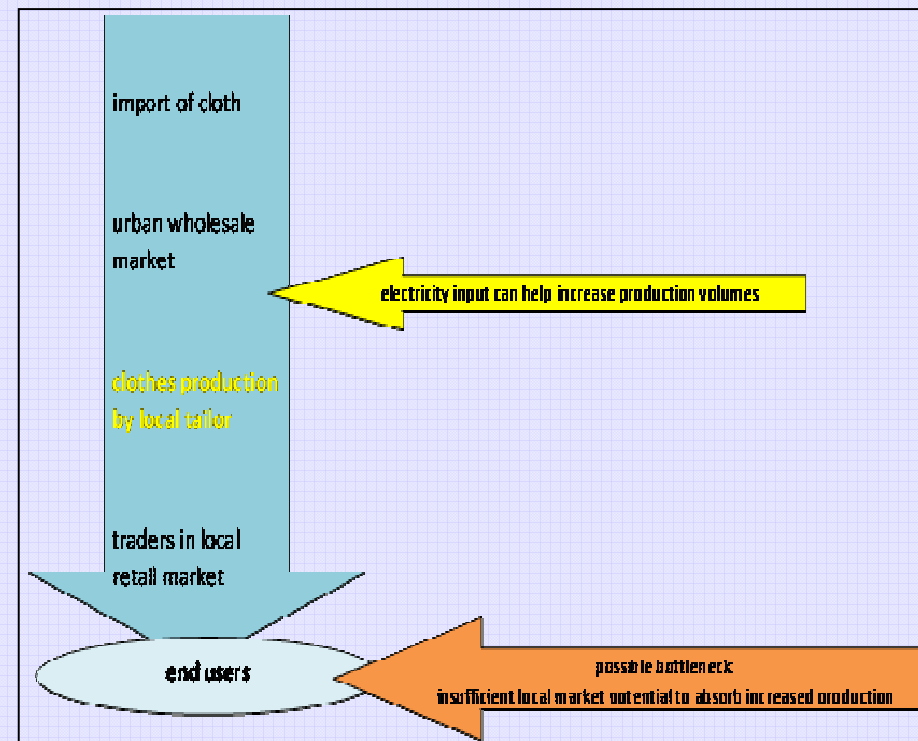 import of cloth
urban wholesale
market
electricity input can help increase production volumes
clothes production
by local tailor
traders in local
retail market
end users
possible bottleneck
insufficient local market potential to absorb increased production